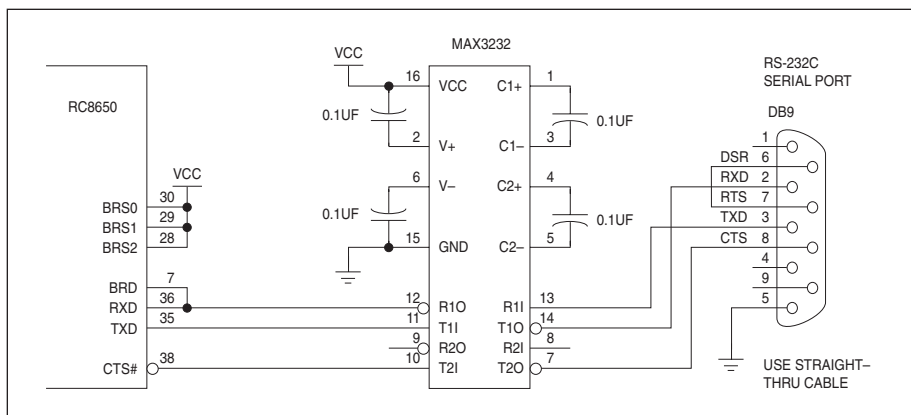 MAX3232
VCC
16 VCC C1+ 1
RS-232C
SERIAL PORT
RC8650
0.1UF
0.1UF
DB9
2 V+ C1– 3
1
DSR 6
VCC
6 V– C2+ 4
RXD 2
BRS0 30
RTS 7
0.1UF
0.1UF
BRS1 29
TXD 3
BRS2 28
15 GND C2– 5
CTS 8
4
BRD 7
9
RXD 36
12 R1O R1I 13
5
TXD 35
11 T1I T1O 14
9 R2O R2I 8
CTS# 38
10 T2I T2O 7
USE STRAIGHT–
THRU CABLE